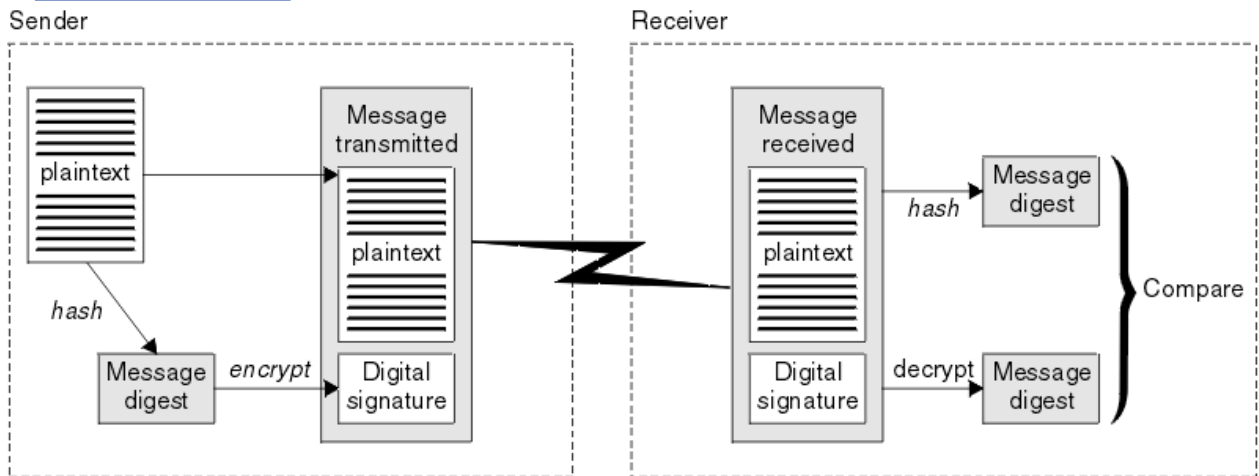 Sender
Receiver
plaintext
hash
Message
digest
encrypt
Message
transmitted
plaintext
Digital
signature
Message
received
plaintext
Digital
signature
hash
Message
digest
decrypt
Message
digest
Compare